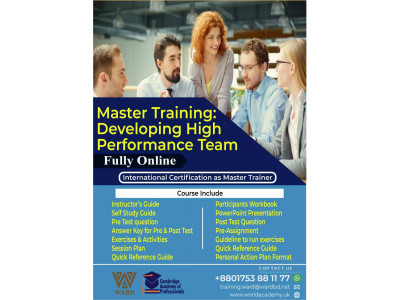 Master Training:
Developing High
Performance Team
Fully Online
International Certification as Master Trainer
Course Include
Instructor's Guide
Self Study Guide
Pre Test question
Answer Key for Pre & Post Test
Exercises & Activities
Session Plan
Quick Reference Guide
Participants Workbook
PowerPoint Presentation
Post Test Question
Pre-Assignment
Guideline to run exercises
Quick Reference Guide
Personal Action Plan Format
WARD
Cambridge
Academy of
Professionals
contact us
+8801753 88 11 77
training.ward@wardbd.net
www.worldacademy.uk